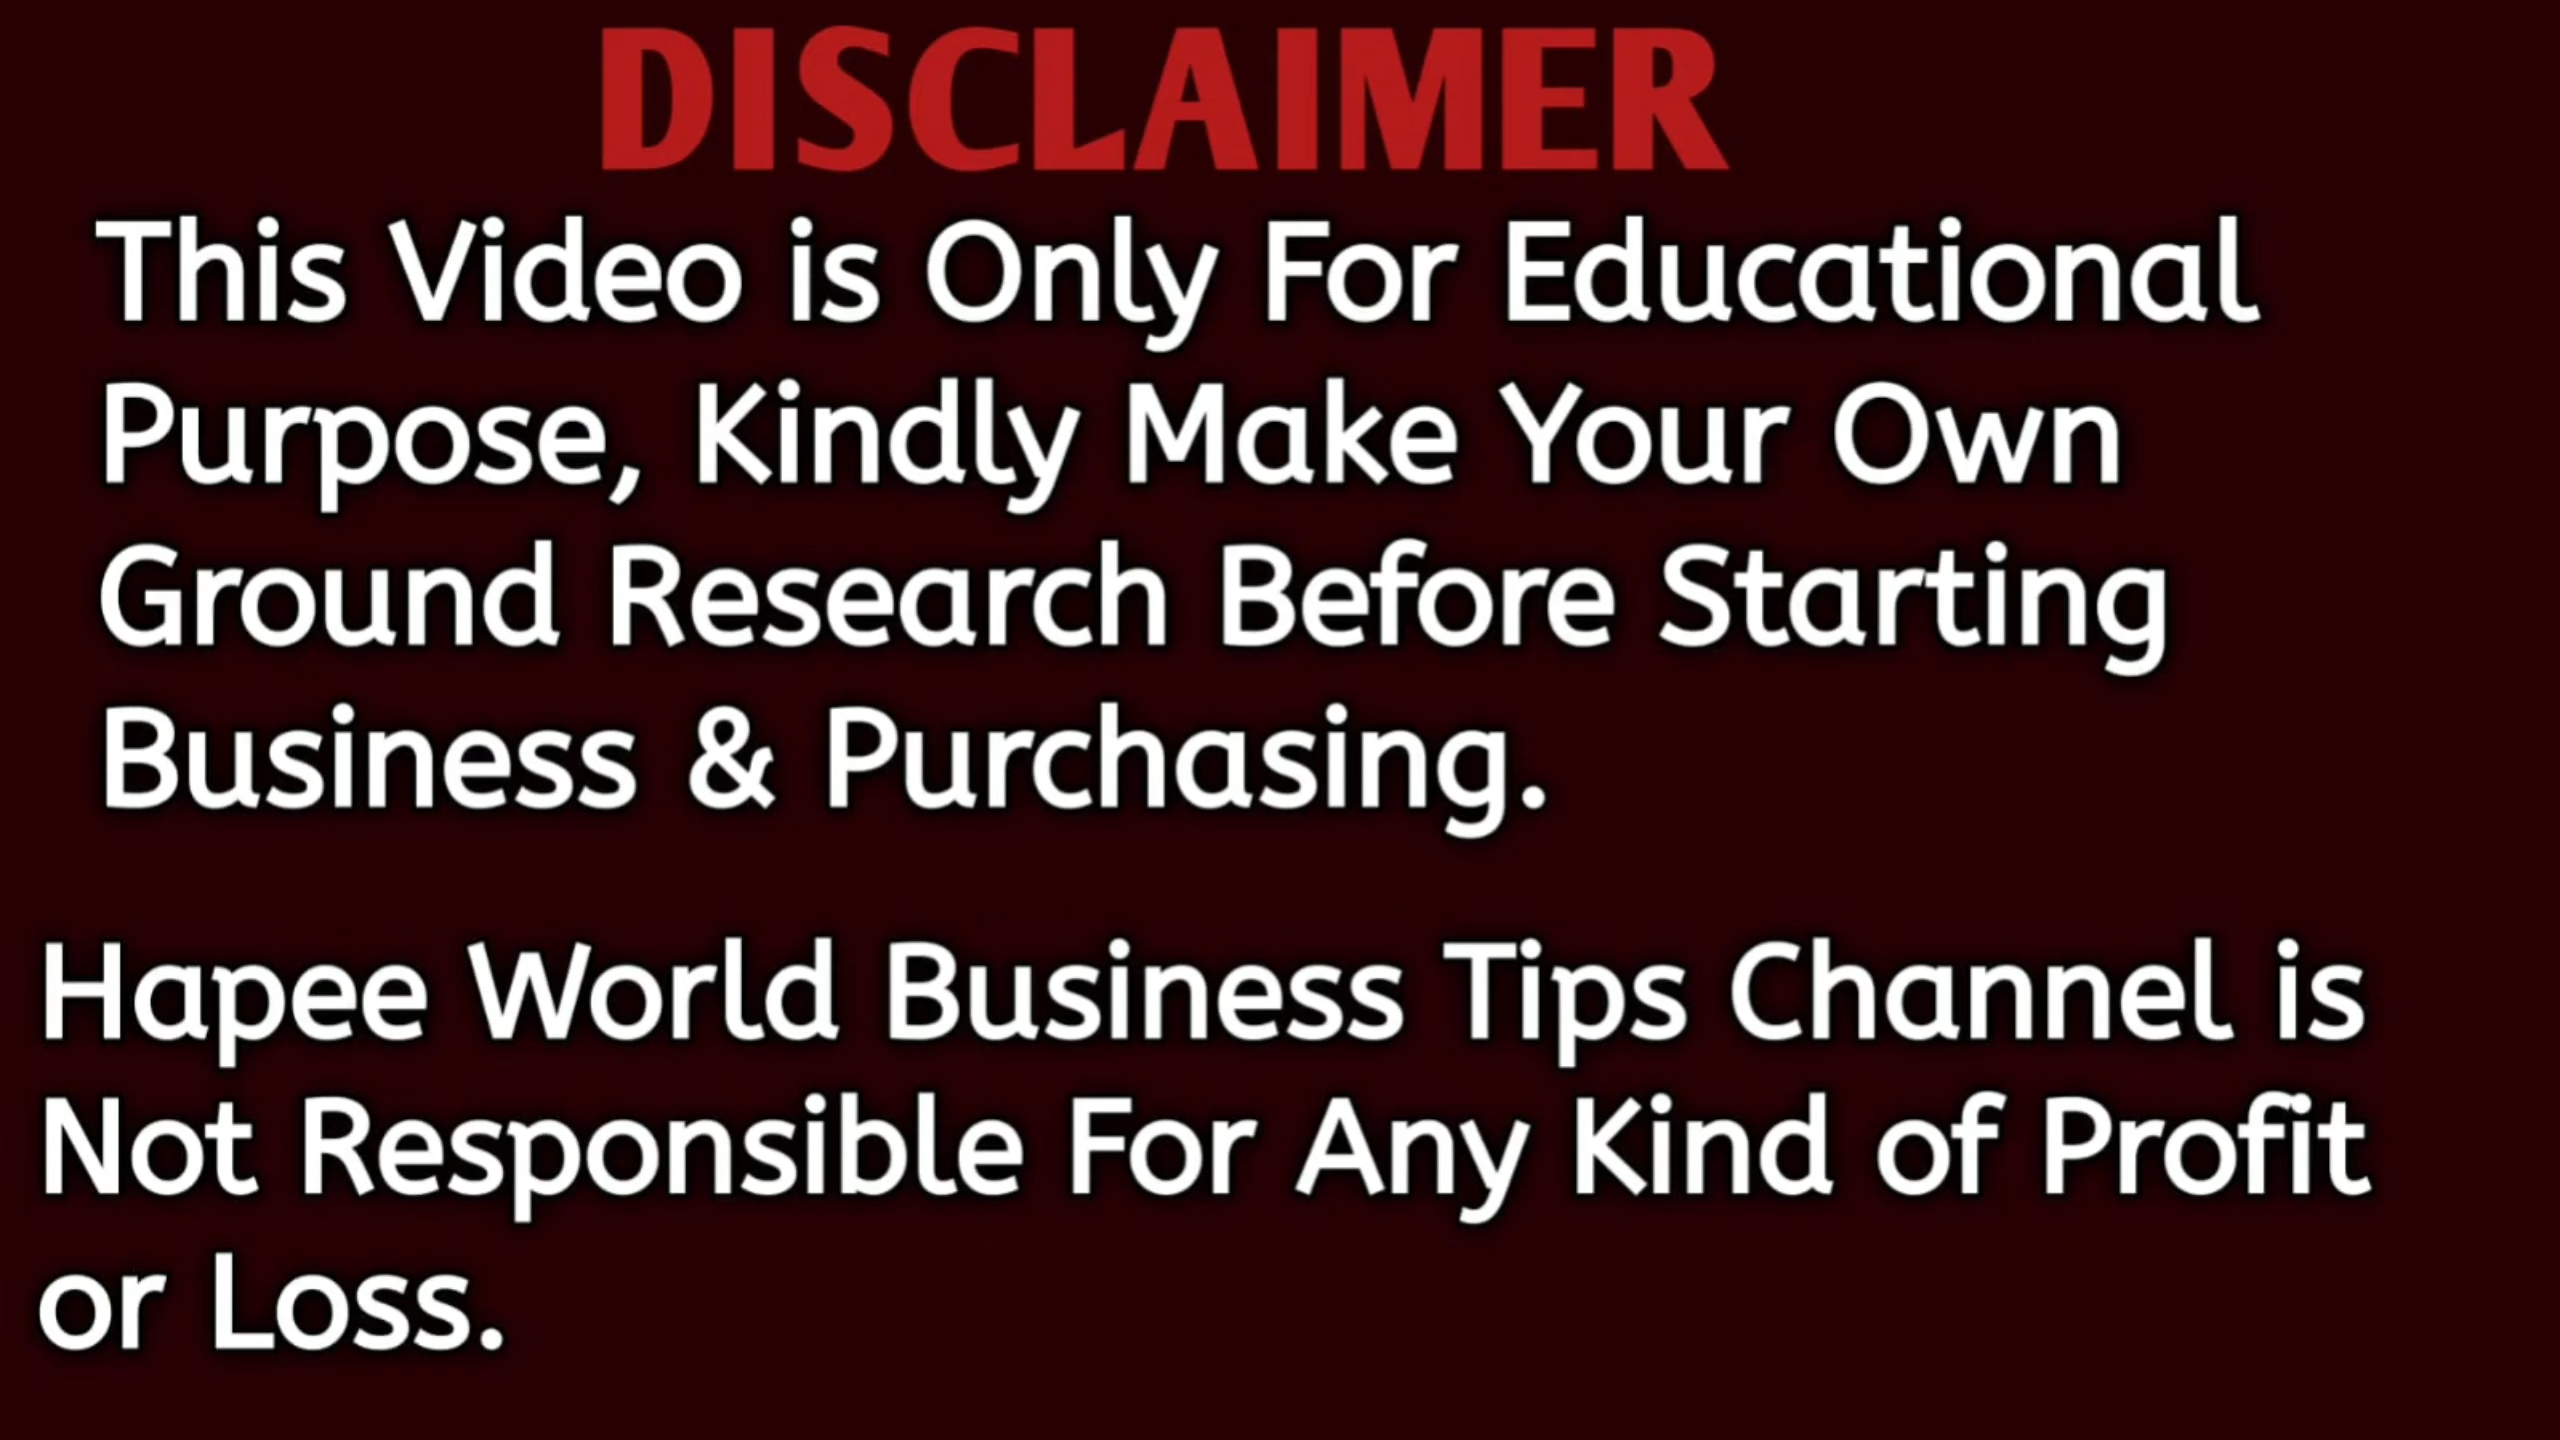 DISCLAIMER
This Video is Only For Educational
Purpose, Kindly Make Your Own
Ground Research Before Starting
Business & Purchasing.
Hapee World Business Tips Channel is
Not Responsible For Any Kind of Profit
or Loss.